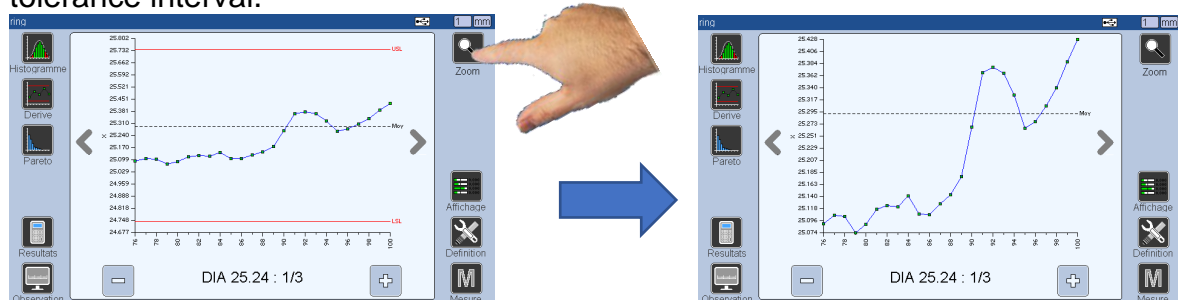 tolerance interval.
ring
1 mm
Histogramme
Derive
Pareto
Resultats
Observation
25.802
25.732
25.662
25.592
25.521
25.451
25.381
25.310
25.240
25.170
25.099
25.029
24.959
24.888
24.818
24.748
24.677
X
USL
Moy
LSL
76 78 80 82 84 86 88 90 92 94 96 98 100
DIA 25.24 : 1/3
Zoom
Affichage
Definition
M
Mesure
ring
1 mm
Histogramme
Derive
Pareto
Resultats
Observation
25.428
25.406
25.384
25.362
25.340
25.317
25.295
25.273
25.251
25.229
25.207
25.185
25.163
25.140
25.118
25.096
25.074
X
Moy
76 78 80 82 84 86 88 90 92 94 96 98 100
DIA 25.24 : 1/3
Zoom
Affichage
Definition
M
Mesure